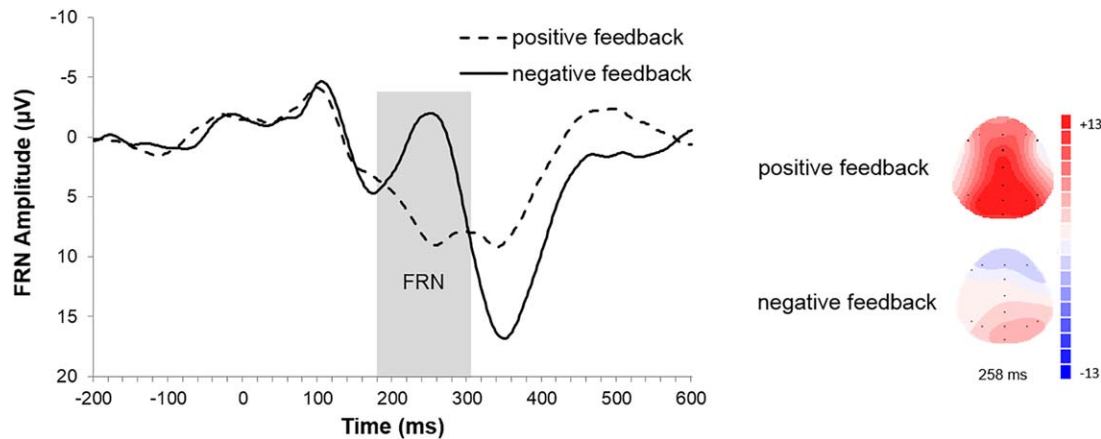 -10
-5
0
5
10
15
20
FRN Amplitude (µV)
positive feedback
negative feedback
FRN
-200 -100 0 100 200 300 400 500 600
Time (ms)
positive feedback
negative feedback
258 ms
+13
-13